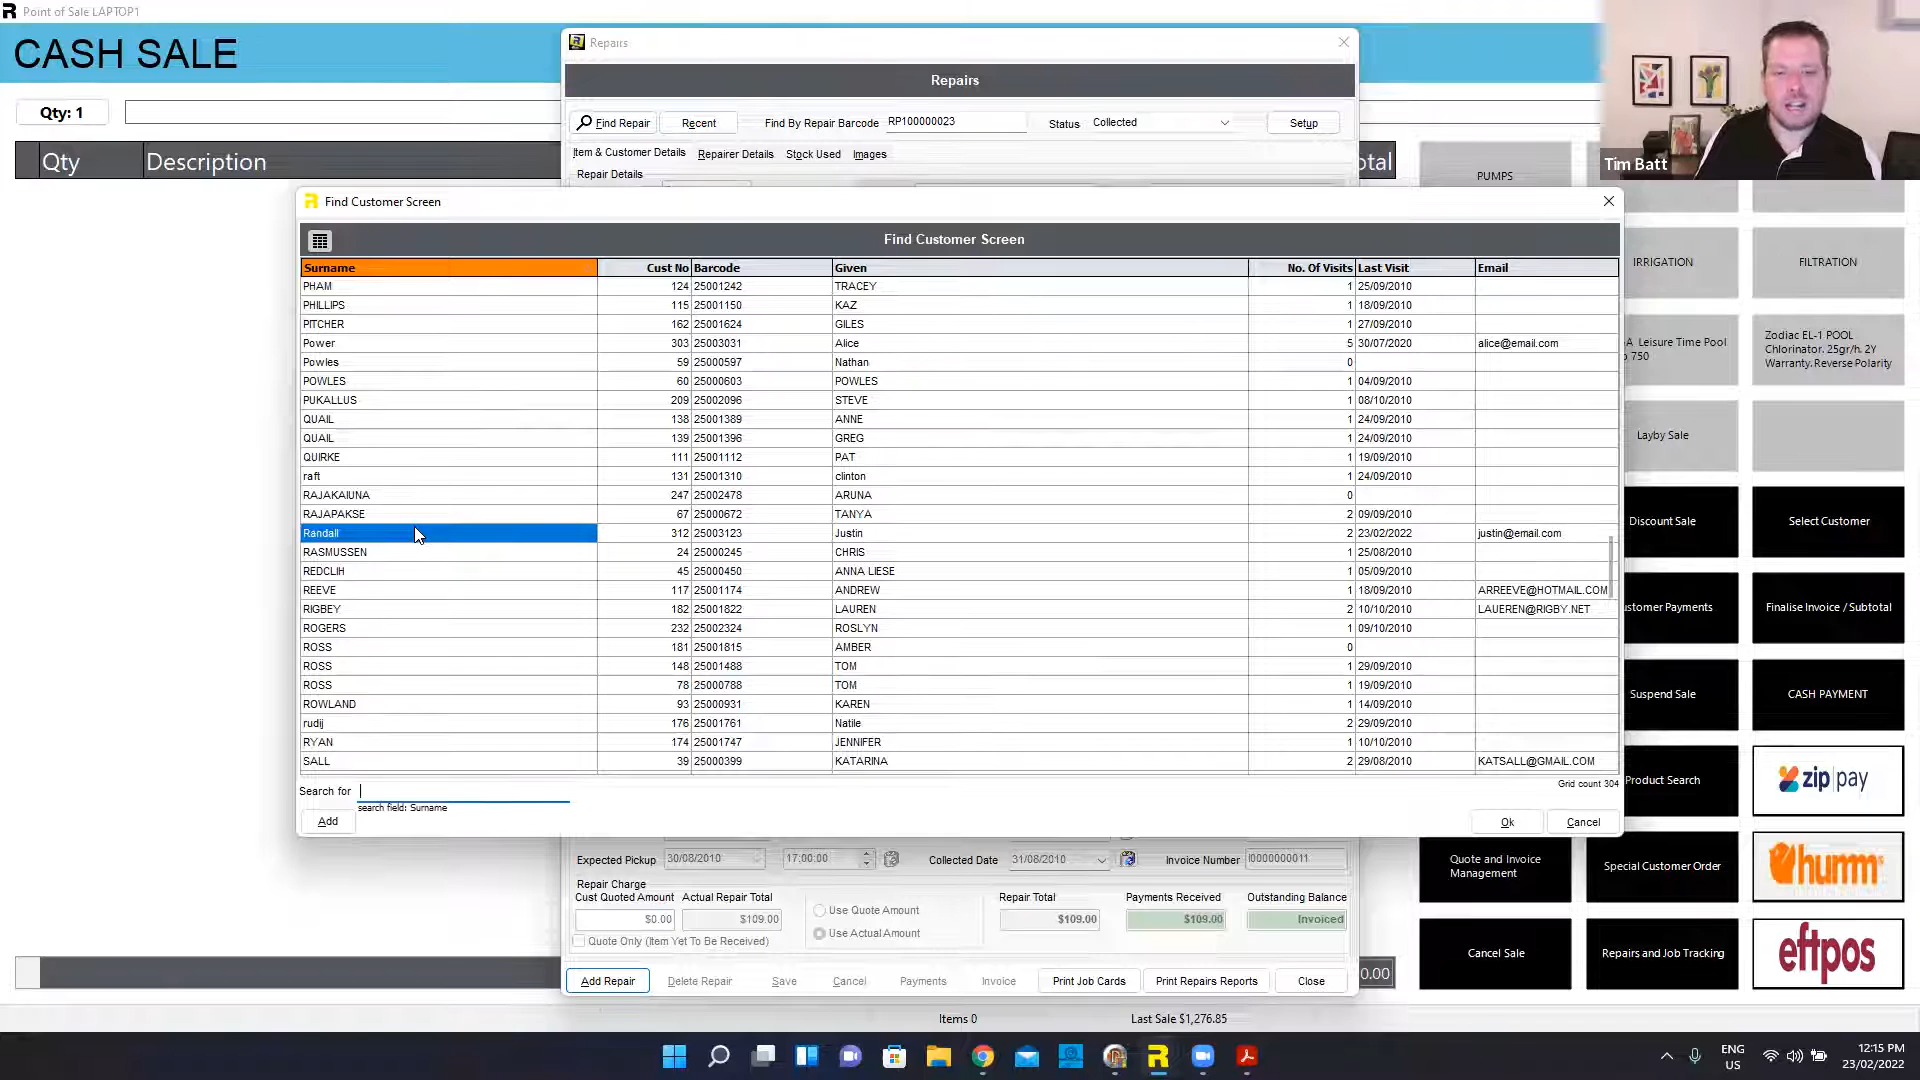 Point of Sale LAPTOP1
CASH SALE
Qty: 1
Qty Description
otal
Repairs
Repairs
Find Repair Recent Find By Repair Barcode RP100000023 Status Collected Setup
Item & Customer Details Repairer Details Stock Used Images
Repair Details
Tim Batt
Find Customer Screen
Find Customer Screen
Surname Cust No Barcode Given No. Of Visits Last Visit Email
PHAM 124 25001242 TRACEY 1 25/09/2010
PHILLIPS 115 25001150 KAZ 1 18/09/2010
PITCHER 162 25001624 GILES 1 27/09/2010
Power 303 25003031 Alice 5 30/07/2020 alice@email.com
Powles 59 25000597 Nathan 0
POWLES 60 25000603 POWLES 1 04/09/2010
PUKALLUS 209 25002096 STEVE 1 08/10/2010
QUAIL 138 25001389 ANNE 1 24/09/2010
QUAIL 139 25001396 GREG 1 24/09/2010
QUIRKE 111 25001112 PAT 1 19/09/2010
raft 131 25001310 clinton 1 24/09/2010
RAJAKAIUNA 247 25002478 ARUNA 0
RAJAPAKSE 67 25000672 TANYA 2 09/09/2010
Randall 312 25003123 Justin 2 23/02/2022 justin@email.com
RASMUSSEN 24 25000245 CHRIS 1 25/08/2010
REDCLIH 45 25000450 ANNA LIESE 1 05/09/2010
REEVE 117 25001174 ANDREW 1 18/09/2010 ARREEVE@HOTMAIL.COM
RIGBEY 182 25001822 LAUREN 2 10/10/2010 LAUEREN@RIGBY.NET
ROGERS 232 25002324 ROSLYN 1 09/10/2010
ROSS 181 25001815 AMBER 0
ROSS 148 25001488 TOM 1 29/09/2010
ROSS 78 25000788 TOM 1 19/09/2010
ROWLAND 93 25000931 KAREN 1 14/09/2010
rudij 176 25001761 Natile 2 29/09/2010
RYAN 174 25001747 JENNIFER 1 10/10/2010
SALL 39 25000399 KATARINA 2 29/08/2010 KATSALL@GMAIL.COM
Search for
search field: Surname
Grid count 304
Add Ok Cancel
Expected Pickup 30/08/2010 17:00:00 Collected Date 31/08/2010 Invoice Number I0000000011
Repair Charge
Cust Quoted Amount Actual Repair Total Repair Total Payments Received Outstanding Balance
$0.00 $109.00 Use Quote Amount $109.00 $109.00 Invoiced
Use Actual Amount
Quote Only (Item Yet To Be Received)
Add Repair Delete Repair Save Cancel Payments Invoice Print Job Cards Print Repairs Reports Close
0.00
Items 0 Last Sale $1,276.85
PUMPS
IRRIGATION
FILTRATION
A Leisure Time Pool
750
Zodiac EL-1 POOL
Chlorinator. 25gr/h. 2Y
Warranty.Reverse Polarity
Layby Sale
Discount Sale
Select Customer
ustomer Payments
Finalise Invoice / Subtotal
Suspend Sale
CASH PAYMENT
Product Search
zip pay
Quote and Invoice
Management
Special Customer Order
humm
Cancel Sale
Repairs and Job Tracking
eftpos
ENG
US
12:15 PM
23/02/2022